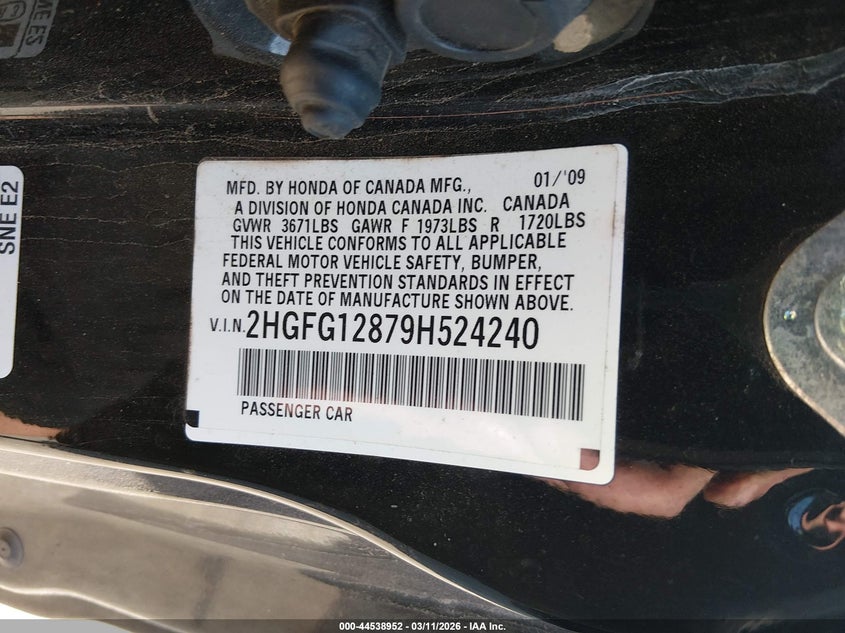 ME ES
SNE E2
MFD. BY HONDA OF CANADA MFG., 01/'09
A DIVISION OF HONDA CANADA INC. CANADA
GVWR 3671LBS GAWR F 1973LBS R 1720LBS
THIS VEHICLE CONFORMS TO ALL APPLICABLE
FEDERAL MOTOR VEHICLE SAFETY, BUMPER,
AND THEFT PREVENTION STANDARDS IN EFFECT
ON THE DATE OF MANUFACTURE SHOWN ABOVE.
V.I.N. 2HGFG12879H524240
PASSENGER CAR
000-44538952 - 03/11/2026 - IAA Inc.